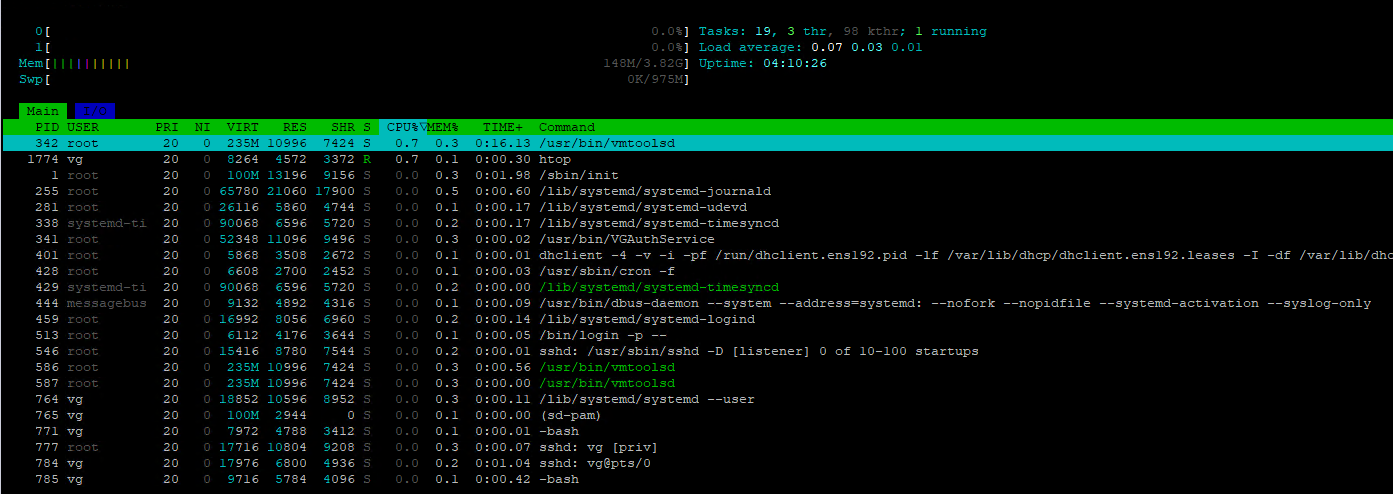 0[ 0.0%] Tasks: 19, 3 thr, 98 kthr; 1 running
1[ 0.0%] Load average: 0.07 0.03 0.01
Mem[|||||||||| 148M/3.82G] Uptime: 04:10:26
Swp[ 0K/975M]
Main I/O
PID USER PRI NI VIRT RES SHR S CPU%▽MEM% TIME+ Command
342 root 20 0 235M 10996 7424 S 0.7 0.3 0:16.13 /usr/bin/vmtoolsd
1774 vg 20 0 8264 4572 3372 R 0.7 0.1 0:00.30 htop
1 root 20 0 100M 13196 9156 S 0.0 0.3 0:01.98 /sbin/init
255 root 20 0 65780 21060 17900 S 0.0 0.5 0:00.60 /lib/systemd/systemd-journald
281 root 20 0 26116 5860 4744 S 0.0 0.1 0:00.17 /lib/systemd/systemd-udevd
338 systemd-ti 20 0 90068 6596 5720 S 0.0 0.2 0:00.17 /lib/systemd/systemd-timesyncd
341 root 20 0 52348 11096 9496 S 0.0 0.3 0:00.02 /usr/bin/VGAuthService
401 root 20 0 5868 3508 2672 S 0.0 0.1 0:00.01 dhclient -4 -v -i -pf /run/dhclient.ens192.pid -lf /var/lib/dhcp/dhclient.ens192.leases -I -df /var/lib/dhc
428 root 20 0 6608 2700 2452 S 0.0 0.1 0:00.03 /usr/sbin/cron -f
429 systemd-ti 20 0 90068 6596 5720 S 0.0 0.2 0:00.00 /lib/systemd/systemd-timesyncd
444 messagebus 20 0 9132 4892 4316 S 0.0 0.1 0:00.09 /usr/bin/dbus-daemon --system --address=systemd: --nofork --nopidfile --systemd-activation --syslog-only
459 root 20 0 16992 8056 6960 S 0.0 0.2 0:00.14 /lib/systemd/systemd-logind
513 root 20 0 6112 4176 3644 S 0.0 0.1 0:00.05 /bin/login -p --
546 root 20 0 15416 8780 7544 S 0.0 0.2 0:00.01 sshd: /usr/sbin/sshd -D [listener] 0 of 10-100 startups
586 root 20 0 235M 10996 7424 S 0.0 0.3 0:00.56 /usr/bin/vmtoolsd
587 root 20 0 235M 10996 7424 S 0.0 0.3 0:00.00 /usr/bin/vmtoolsd
764 vg 20 0 18852 10596 8952 S 0.0 0.3 0:00.11 /lib/systemd/systemd --user
765 vg 20 0 100M 2944 0 S 0.0 0.1 0:00.00 (sd-pam)
771 vg 20 0 7972 4788 3412 S 0.0 0.1 0:00.01 -bash
777 root 20 0 17716 10804 9208 S 0.0 0.3 0:00.07 sshd: vg [priv]
784 vg 20 0 17976 6800 4936 S 0.0 0.2 0:01.04 sshd: vg@pts/0
785 vg 20 0 9716 5784 4096 S 0.0 0.1 0:00.42 -bash